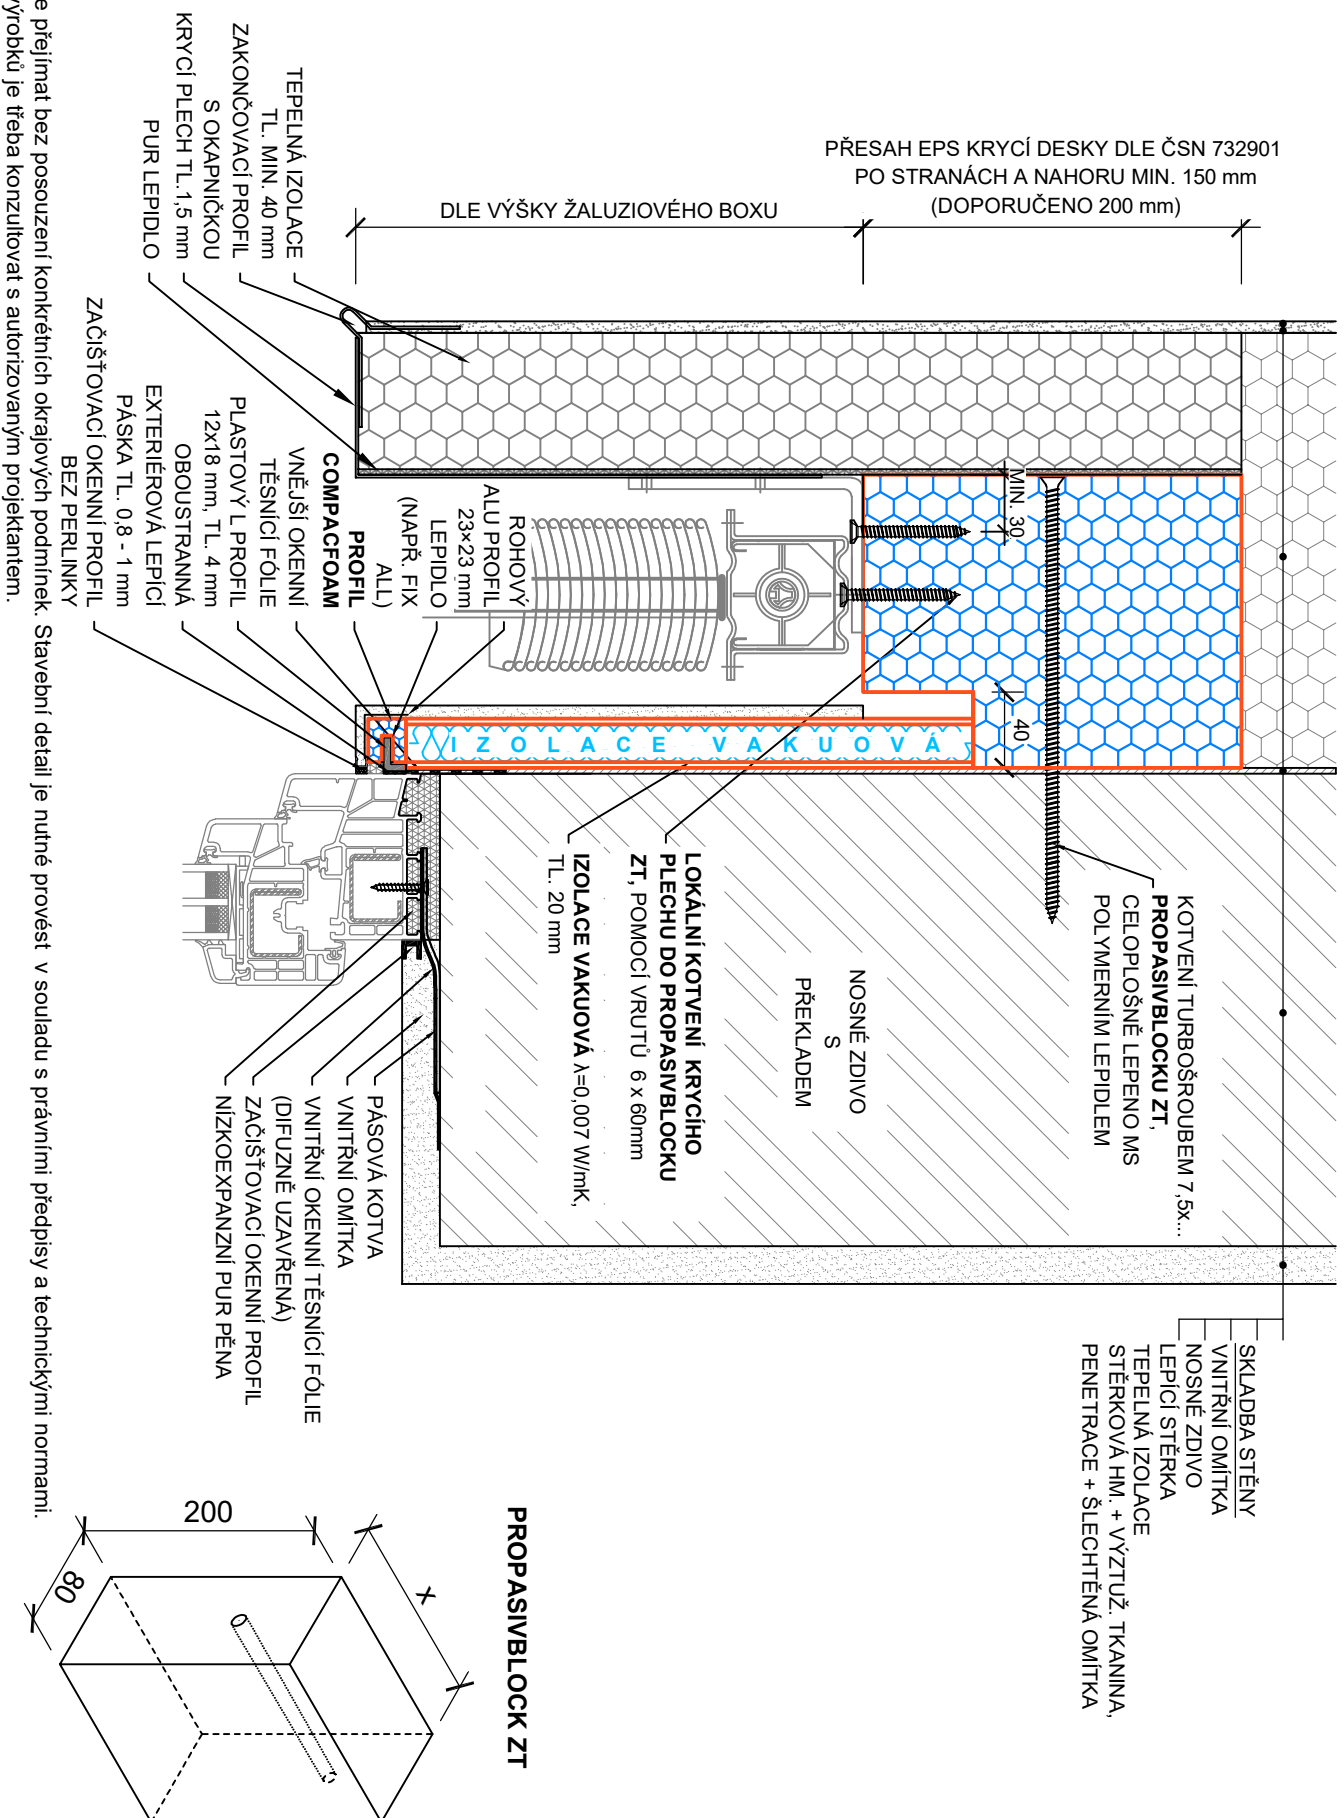 PŘESAH EPS KRYCÍ DESKY DLE ČSN 732901
PO STRANÁCH A NAHORU MIN. 150 mm
(DOPORUČENO 200 mm)
DLE VÝŠKY ŽALUZIOVÉHO BOXU
TEPELNÁ IZOLACE
TL. MIN. 40 mm
ZAKONČOVACÍ PROFIL
S OKAPNIČKOU
KRYCÍ PLECH TL.1,5 mm
PUR LEPIDLO
ROHOVÝ
ALU PROFIL
23×23 mm
LEPIDLO
(NAPŘ. FIX
ALL)
PROFIL
COMPACFOAM
VNĚJŠÍ OKENNÍ
TĚSNÍCÍ FÓLIE
PLASTOVÝ L PROFIL
12x18 mm, TL. 4 mm
OBOUSTRANNÁ
EXTERIÉROVÁ LEPÍCÍ
PÁSKA TL. 0,8 - 1 mm
ZAČIŠŤOVACÍ OKENNÍ PROFIL
BEZ PERLINKY
MIN. 30
40
IZOLACE VAKUOVÁ
KOTVENÍ TURBOŠROUBEM 7,5x...
PROPASIVBLOCKU ZT,
CELOPLOŠNĚ LEPENO MS
POLYMERNÍM LEPIDLEM
NOSNÉ ZDIVO
S
PŘEKLADEM
LOKÁLNÍ KOTVENÍ KRYCÍHO
PLECHU DO PROPASIVBLOCKU
ZT, POMOCÍ VRUTŮ 6 x 60mm
IZOLACE VAKUOVÁ λ=0,007 W/mK,
TL. 20 mm
PÁSOVÁ KOTVA
VNITŘNÍ OMÍTKA
VNITŘNÍ OKENNÍ TĚSNÍCÍ FÓLIE
(DIFUZNĚ UZAVŘENÁ)
ZAČIŠŤOVACÍ OKENNÍ PROFIL
NÍZKOEXPANZNÍ PUR PĚNA
SKLADBA STĚNY
VNITŘNÍ OMÍTKA
NOSNÉ ZDIVO
LEPÍCÍ STĚRKA
TEPELNÁ IZOLACE
STĚRKOVÁ HM. + VÝZTUŽ. TKANINA,
PENETRACE + ŠLECHTĚNÁ OMÍTKA
PROPASIVBLOCK ZT
x
200
80
přejímat bez posouzení konkrétních okrajových podmínek. Stavební detail je nutné provést v souladu s právními předpisy a technickými normami.
výrobků je třeba konzultovat s autorizovaným projektantem.